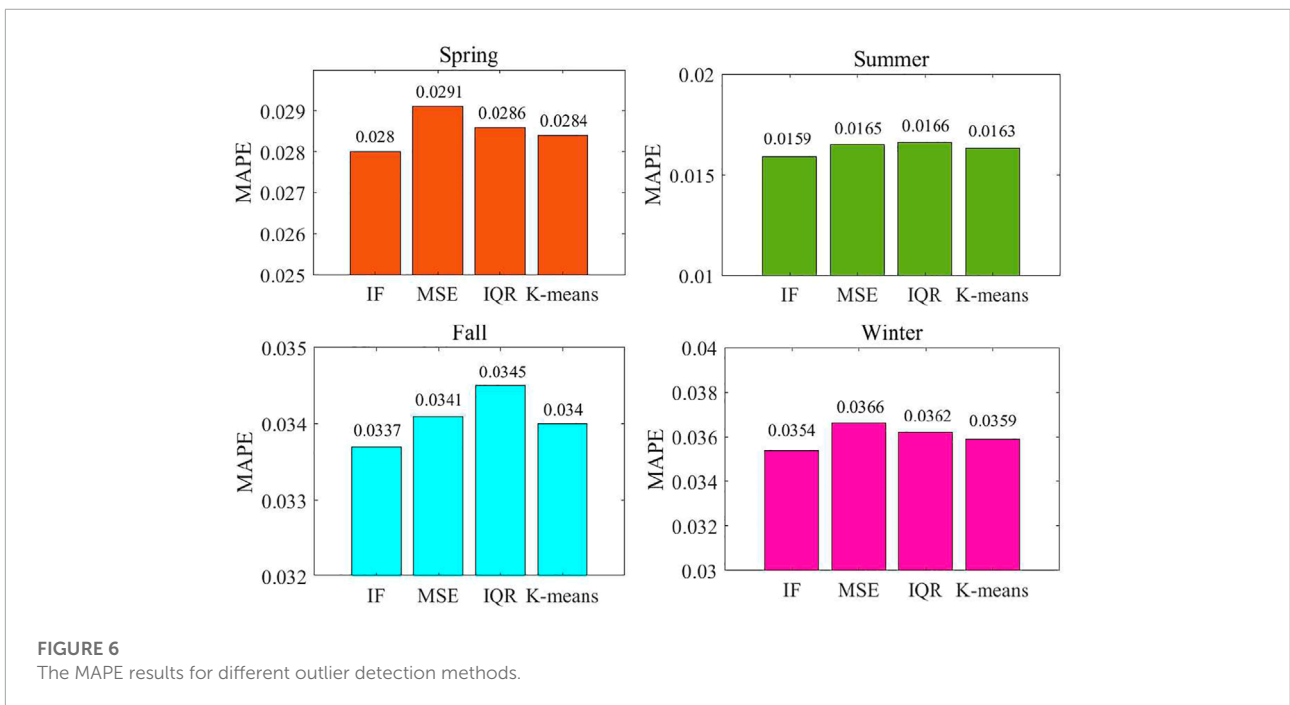 Spring
MAPE
0.029
0.028
0.027
0.026
0.025
0.028
0.0291
0.0286
0.0284
IF MSE IQR K-means
Summer
MAPE
0.02
0.015
0.01
0.0159
0.0165
0.0166
0.0163
IF MSE IQR K-means
Fall
MAPE
0.035
0.034
0.033
0.032
0.0337
0.0341
0.0345
0.034
IF MSE IQR K-means
Winter
MAPE
0.04
0.038
0.036
0.034
0.032
0.03
0.0354
0.0366
0.0362
0.0359
IF MSE IQR K-means
FIGURE 6
The MAPE results for different outlier detection methods.